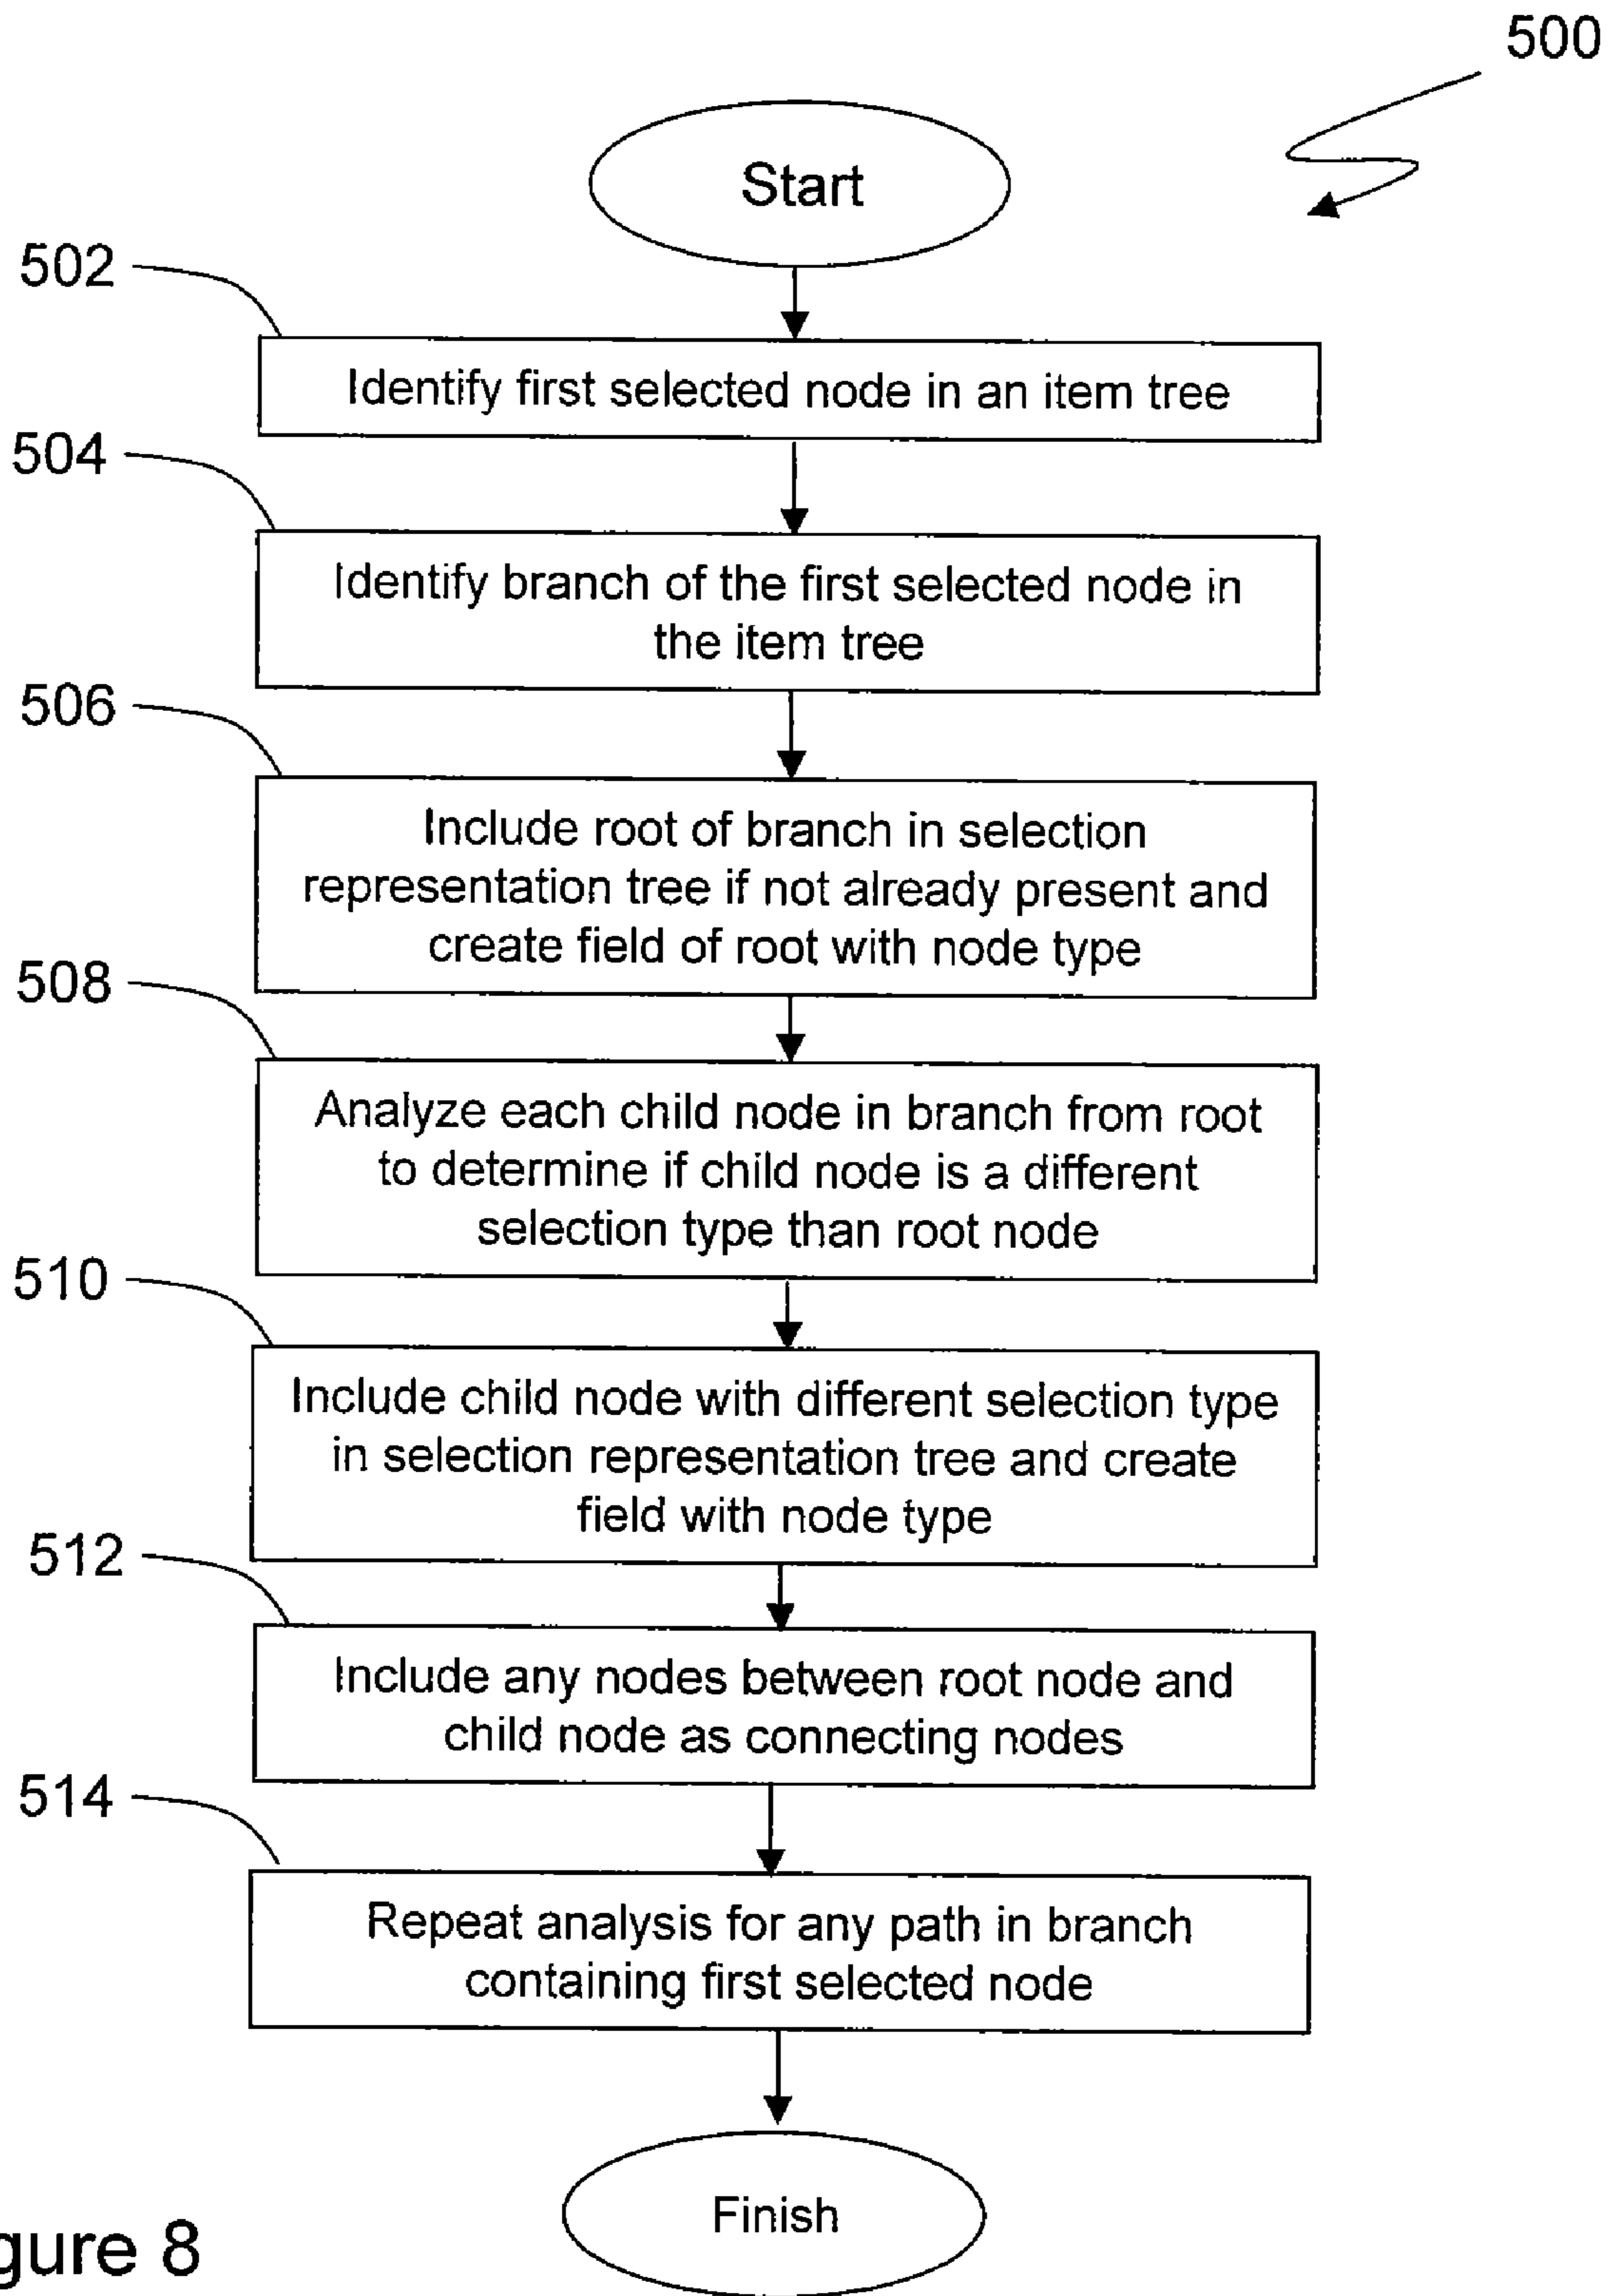 500
Start
502
Identify first selected node in an item tree
504
Identify branch of the first selected node in
the item tree
506
Include root of branch in selection
representation tree if not already present and
create field of root with node type
508
Analyze each child node in branch from root
to determine if child node is a different
selection type than root node
510
Include child node with different selection type
in selection representation tree and create
field with node type
512
Include any nodes between root node and
child node as connecting nodes
514
Repeat analysis for any path in branch
containing first selected node
Finish
gure 8